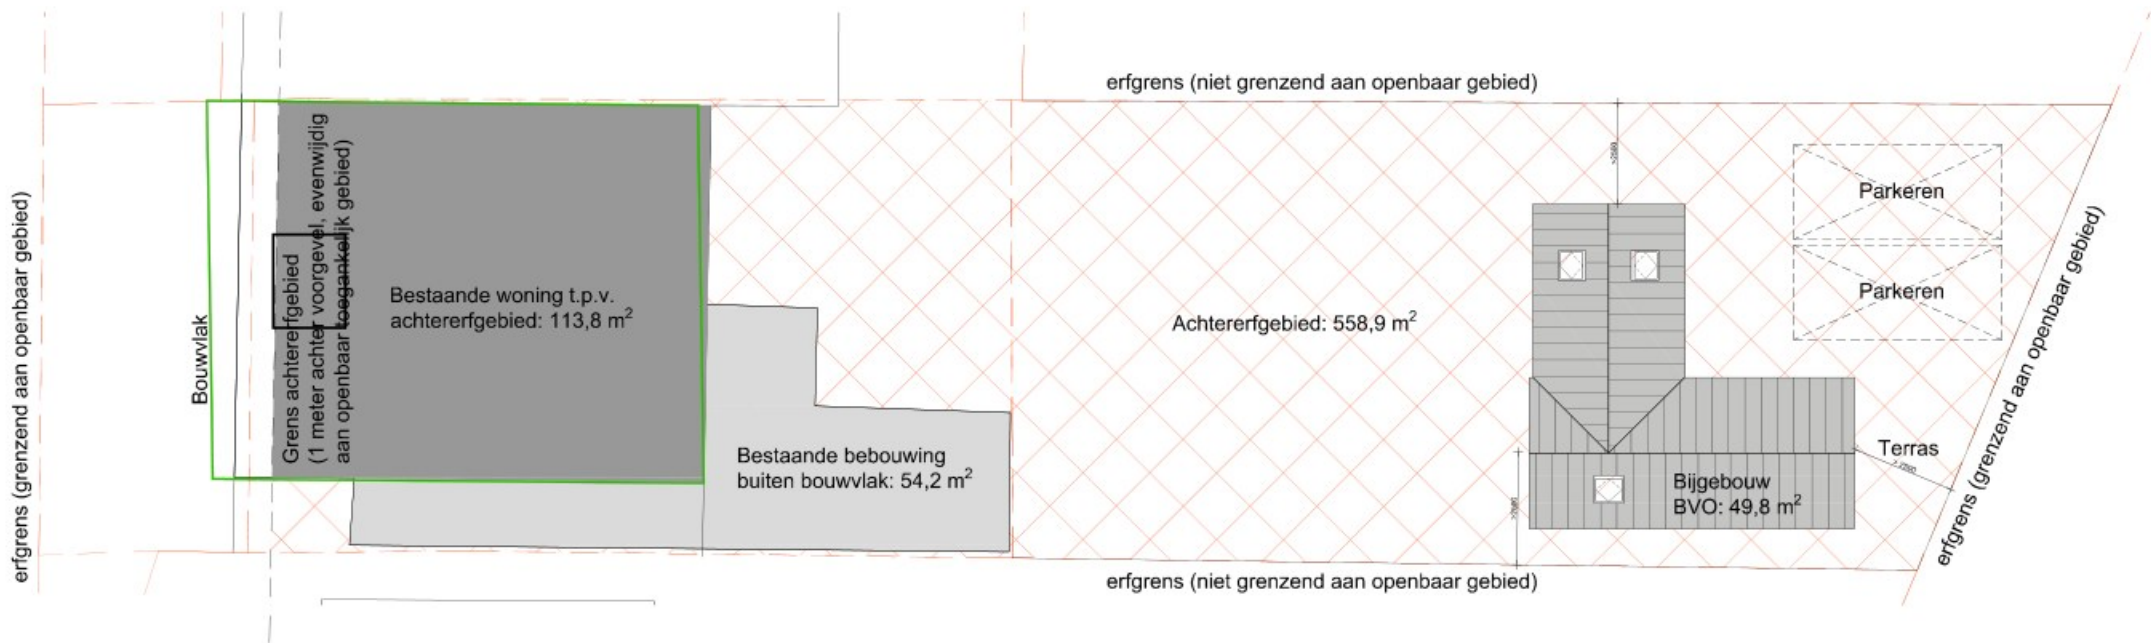 erfgrens (niet grenzend aan openbaar gebied)
erfgrens (grenzend aan openbaar gebied)
Bouwvlak
Grens achtererfgebied
(1 meter achter voorgevel, evenwijdig
aan openbaar toegankelijk gebied)
Bestaande woning t.p.v.
achtererfgebied: 113,8 m²
Bestaande bebouwing
buiten bouwvlak: 54,2 m²
Achtererfgebied: 558,9 m²
Parkeren
Parkeren
Terras
Bijgebouw
BVO: 49,8 m²
erfgrens (grenzend aan openbaar gebied)
erfgrens (niet grenzend aan openbaar gebied)